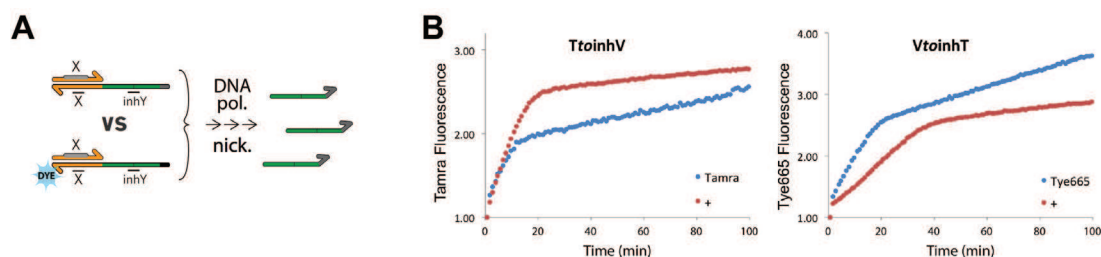 A
X
X̅
inhY
VS
X
DYE
X̅
inhY
DNA
pol.
nick.
B
TtoinhV
Tamra Fluorescence
3.00
2.00
1.00
0 20 40 60 80 100
Time (min)
Tamra
+
VtoinhT
Tye665 Fluorescence
4.00
3.00
2.00
1.00
0 20 40 60 80 100
Time (min)
Tye665
+